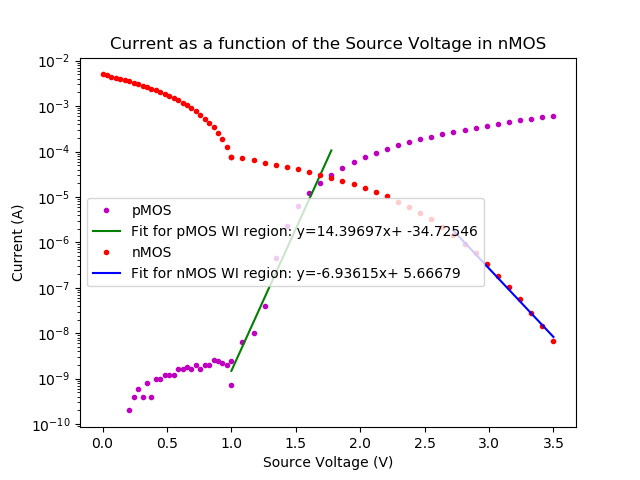 Current as a function of the Source Voltage in nMOS
10⁻²
10⁻³
10⁻⁴
10⁻⁵
10⁻⁶
10⁻⁷
10⁻⁸
10⁻⁹
10⁻¹⁰
Current (A)
pMOS
Fit for pMOS WI region: y=14.39697x+ -34.72546
nMOS
Fit for nMOS WI region: y=-6.93615x+ 5.66679
0.0 0.5 1.0 1.5 2.0 2.5 3.0 3.5
Source Voltage (V)